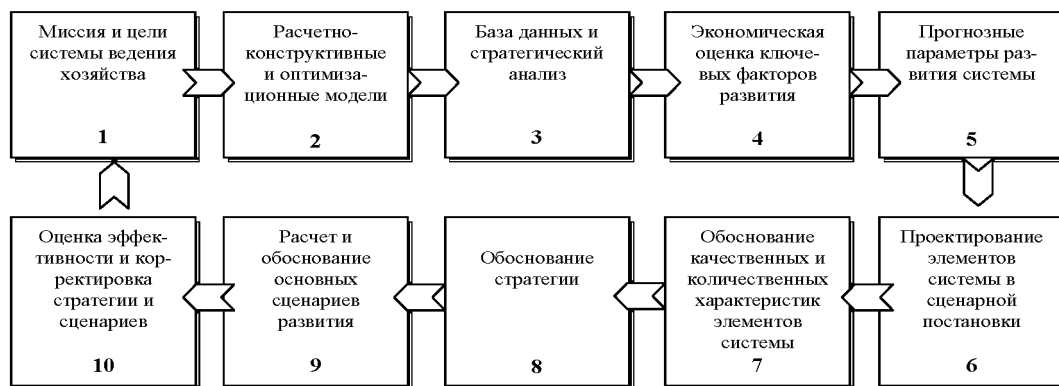 Миссия и цели
системы ведения
хозяйства
1
Расчетно-
конструктивные
и оптимиза-
ционные модели
2
База данных и
стратегический
анализ
3
Экономическая
оценка ключе-
вых факторов
развития
4
Прогнозные
параметры раз-
вития системы
5
Проектирование
элементов
системы в
сценарной
постановки
6
Обоснование
качественных и
количественных
характеристик
элементов
системы
7
Обоснование
стратегии
8
Расчет и
обоснование
основных
сценариев
развития
9
Оценка эффек-
тивности и кор-
ректировка
стратегии и
сценариев
10